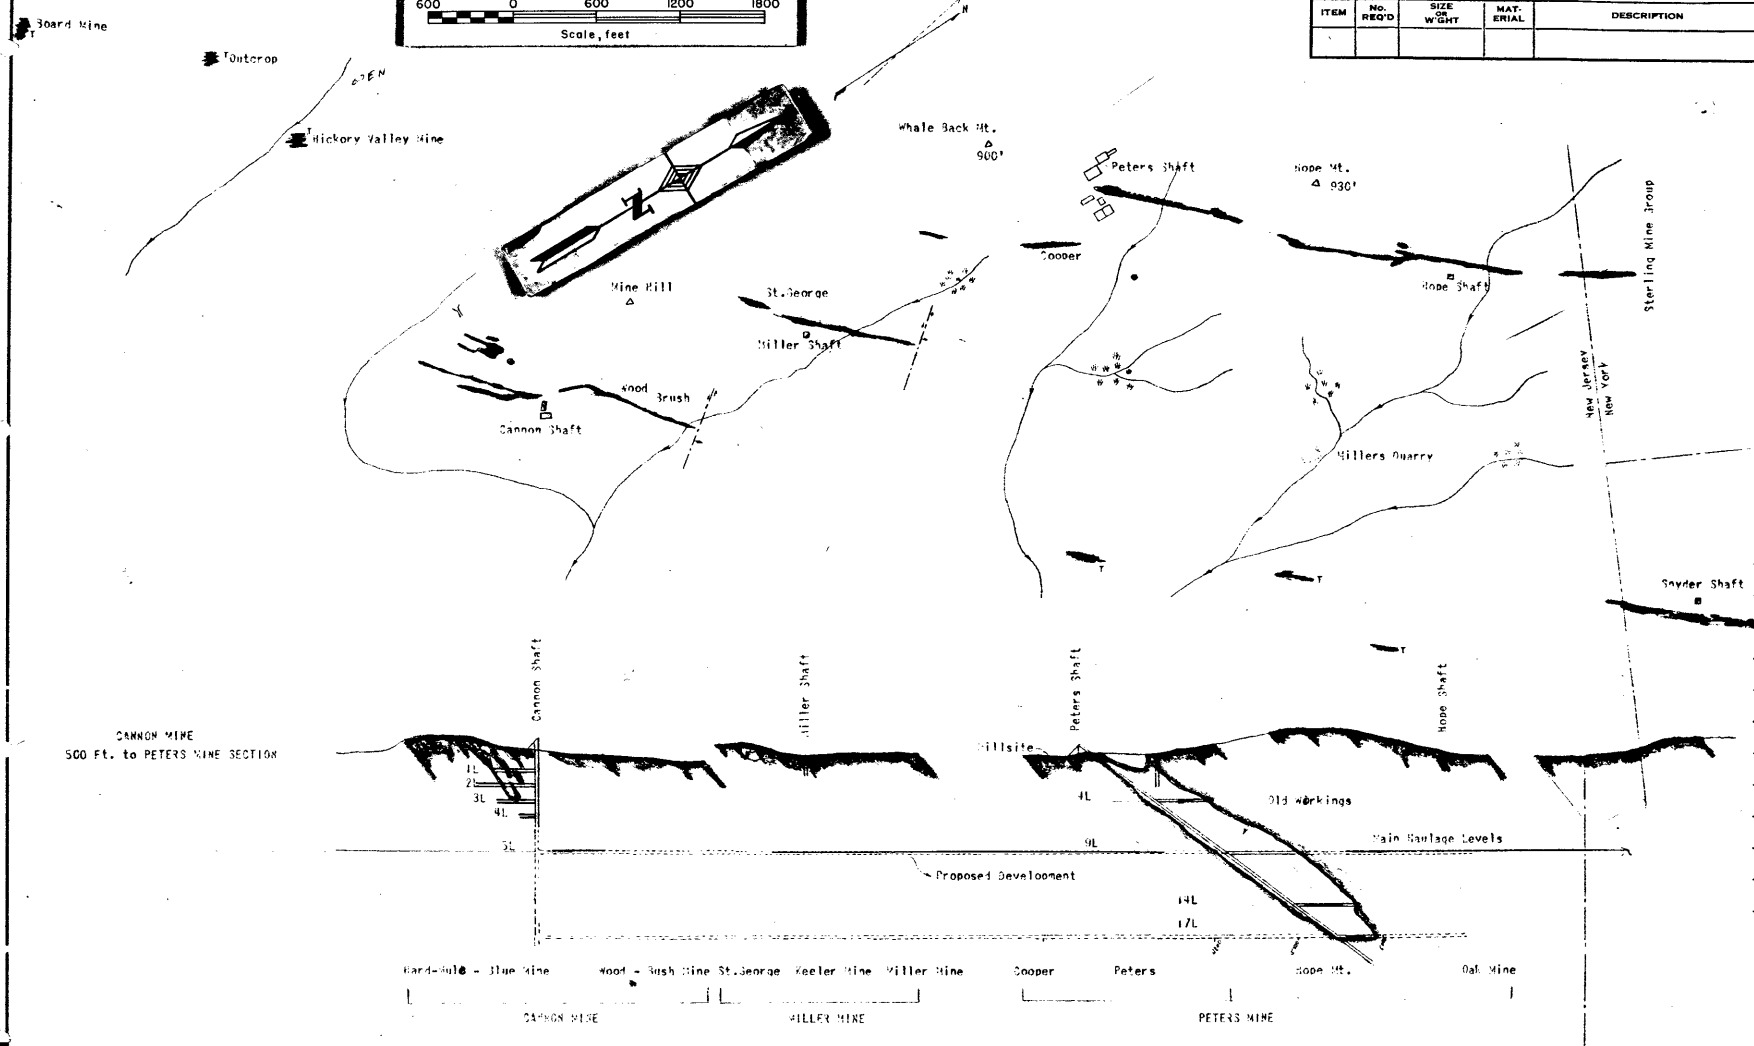 600 0 600 1200 1800
Scale, feet
ITEM No. REQ'D SIZE OR W'GHT MAT-ERIAL DESCRIPTION
Board Mine
T
T Outcrop
OPEN
N
T
Hickory Valley Mine
Whale Back Mt.
900'
Peters Shaft
Hope Mt.
930'
N
Cooper
Hope Shaft
Sterling Mine Group
Mine Hill
St.George
Miller Shaft
New Jersey
New York
Wood
Brush
Cannon Shaft
Millers Quarry
T
T
Snyder Shaft
T
Cannon Shaft
Miller Shaft
Peters Shaft
Hope Shaft
CANNON MINE
500 Ft. to PETERS MINE SECTION
Hillsite
1L
2L
3L
4L
5L
4L
Old Workings
9L
Main Haulage Levels
Proposed Development
14L
17L
Hard-Bulb - Blue Mine Wood - Bush Mine St.George Keeler Mine Miller Mine Cooper Peters Hope Mt. Oak Mine
CANNON MINE MILLER MINE PETERS MINE